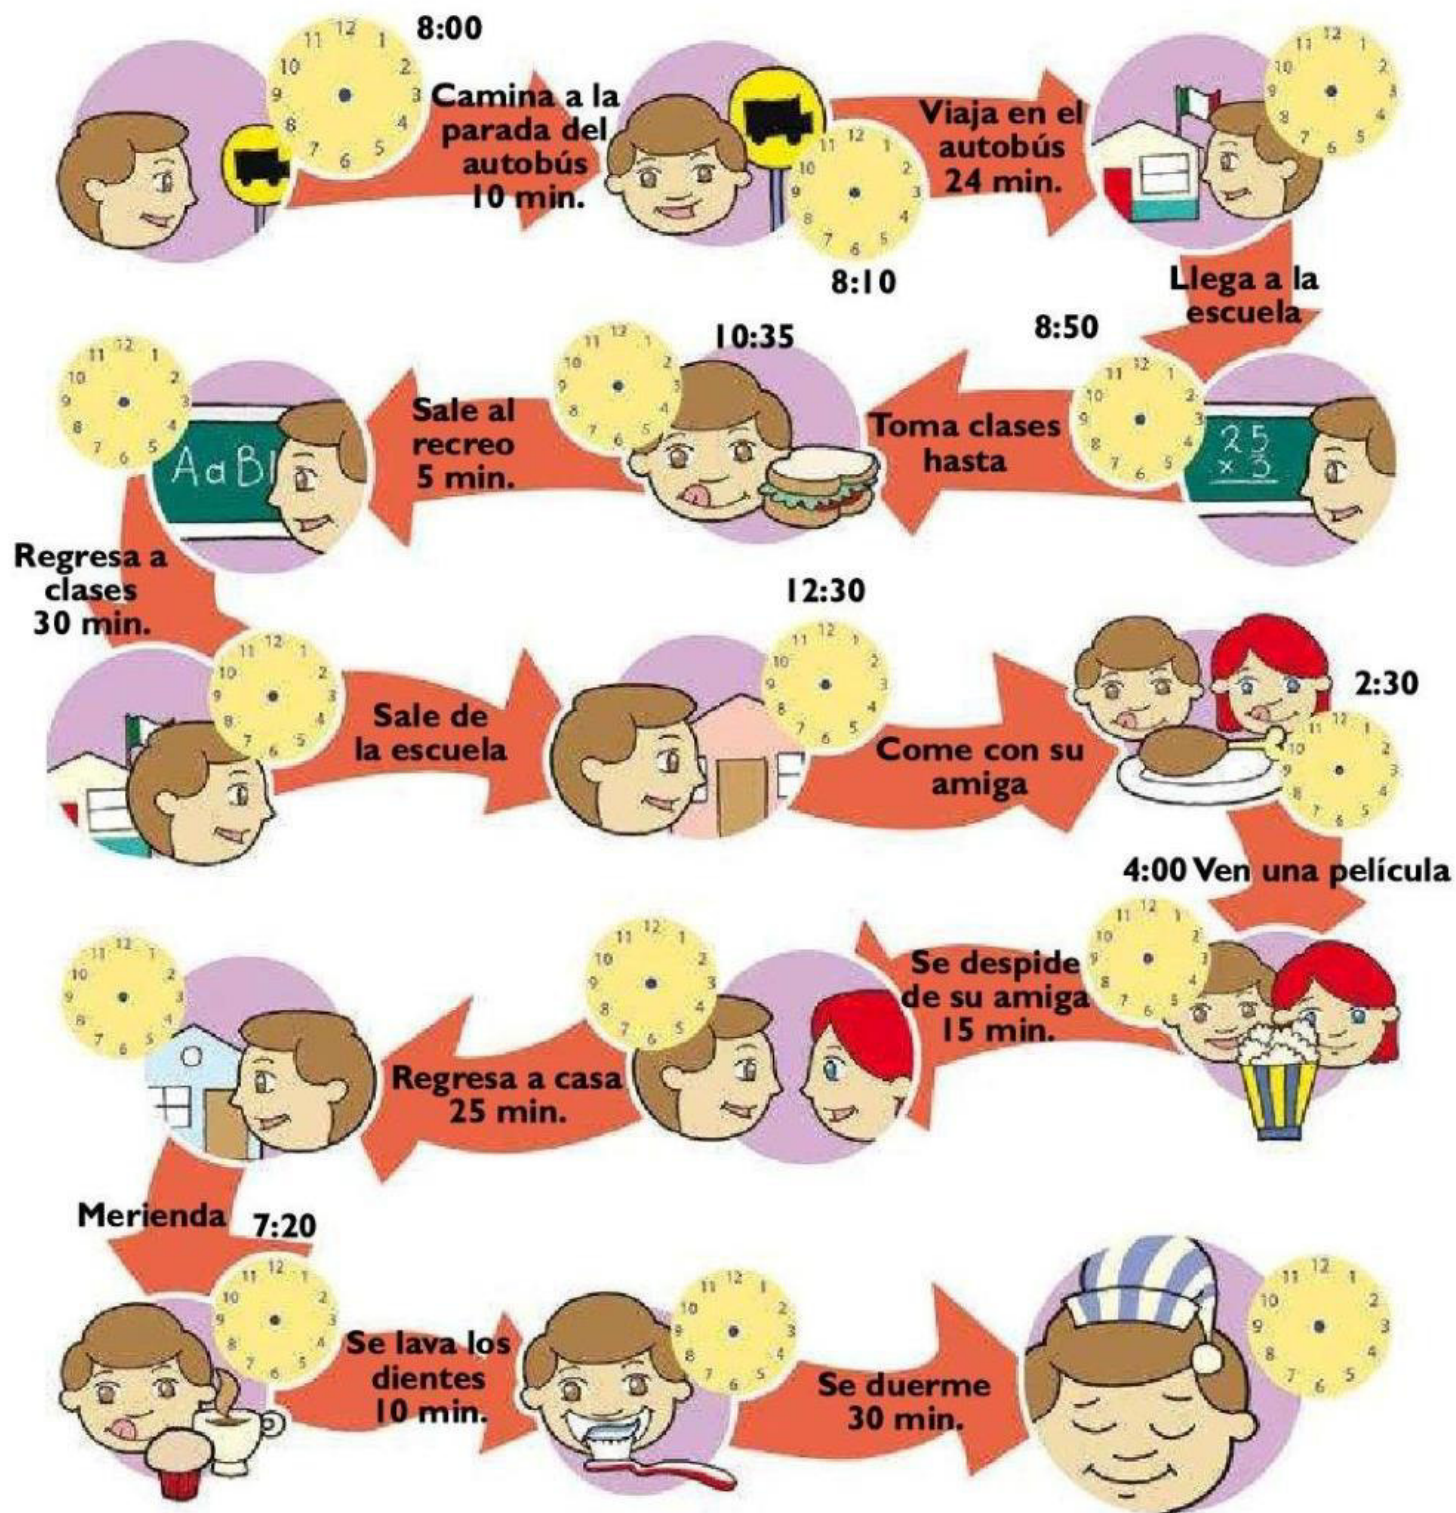 8:00
Camina a la
parada del
autobús
10 min.
8:10
Viaja en el
autobús
24 min.
Llega a la
escuela
8:50
Toma clases
hasta
25
x 3
10:35
Sale al
recreo
5 min.
AaB
Regresa a
clases
30 min.
Sale de
la escuela
12:30
Come con su
amiga
2:30
4:00 Ven una película
Se despide
de su amiga
15 min.
Regresa a casa
25 min.
Merienda
7:20
Se lava los
dientes
10 min.
Se duerme
30 min.